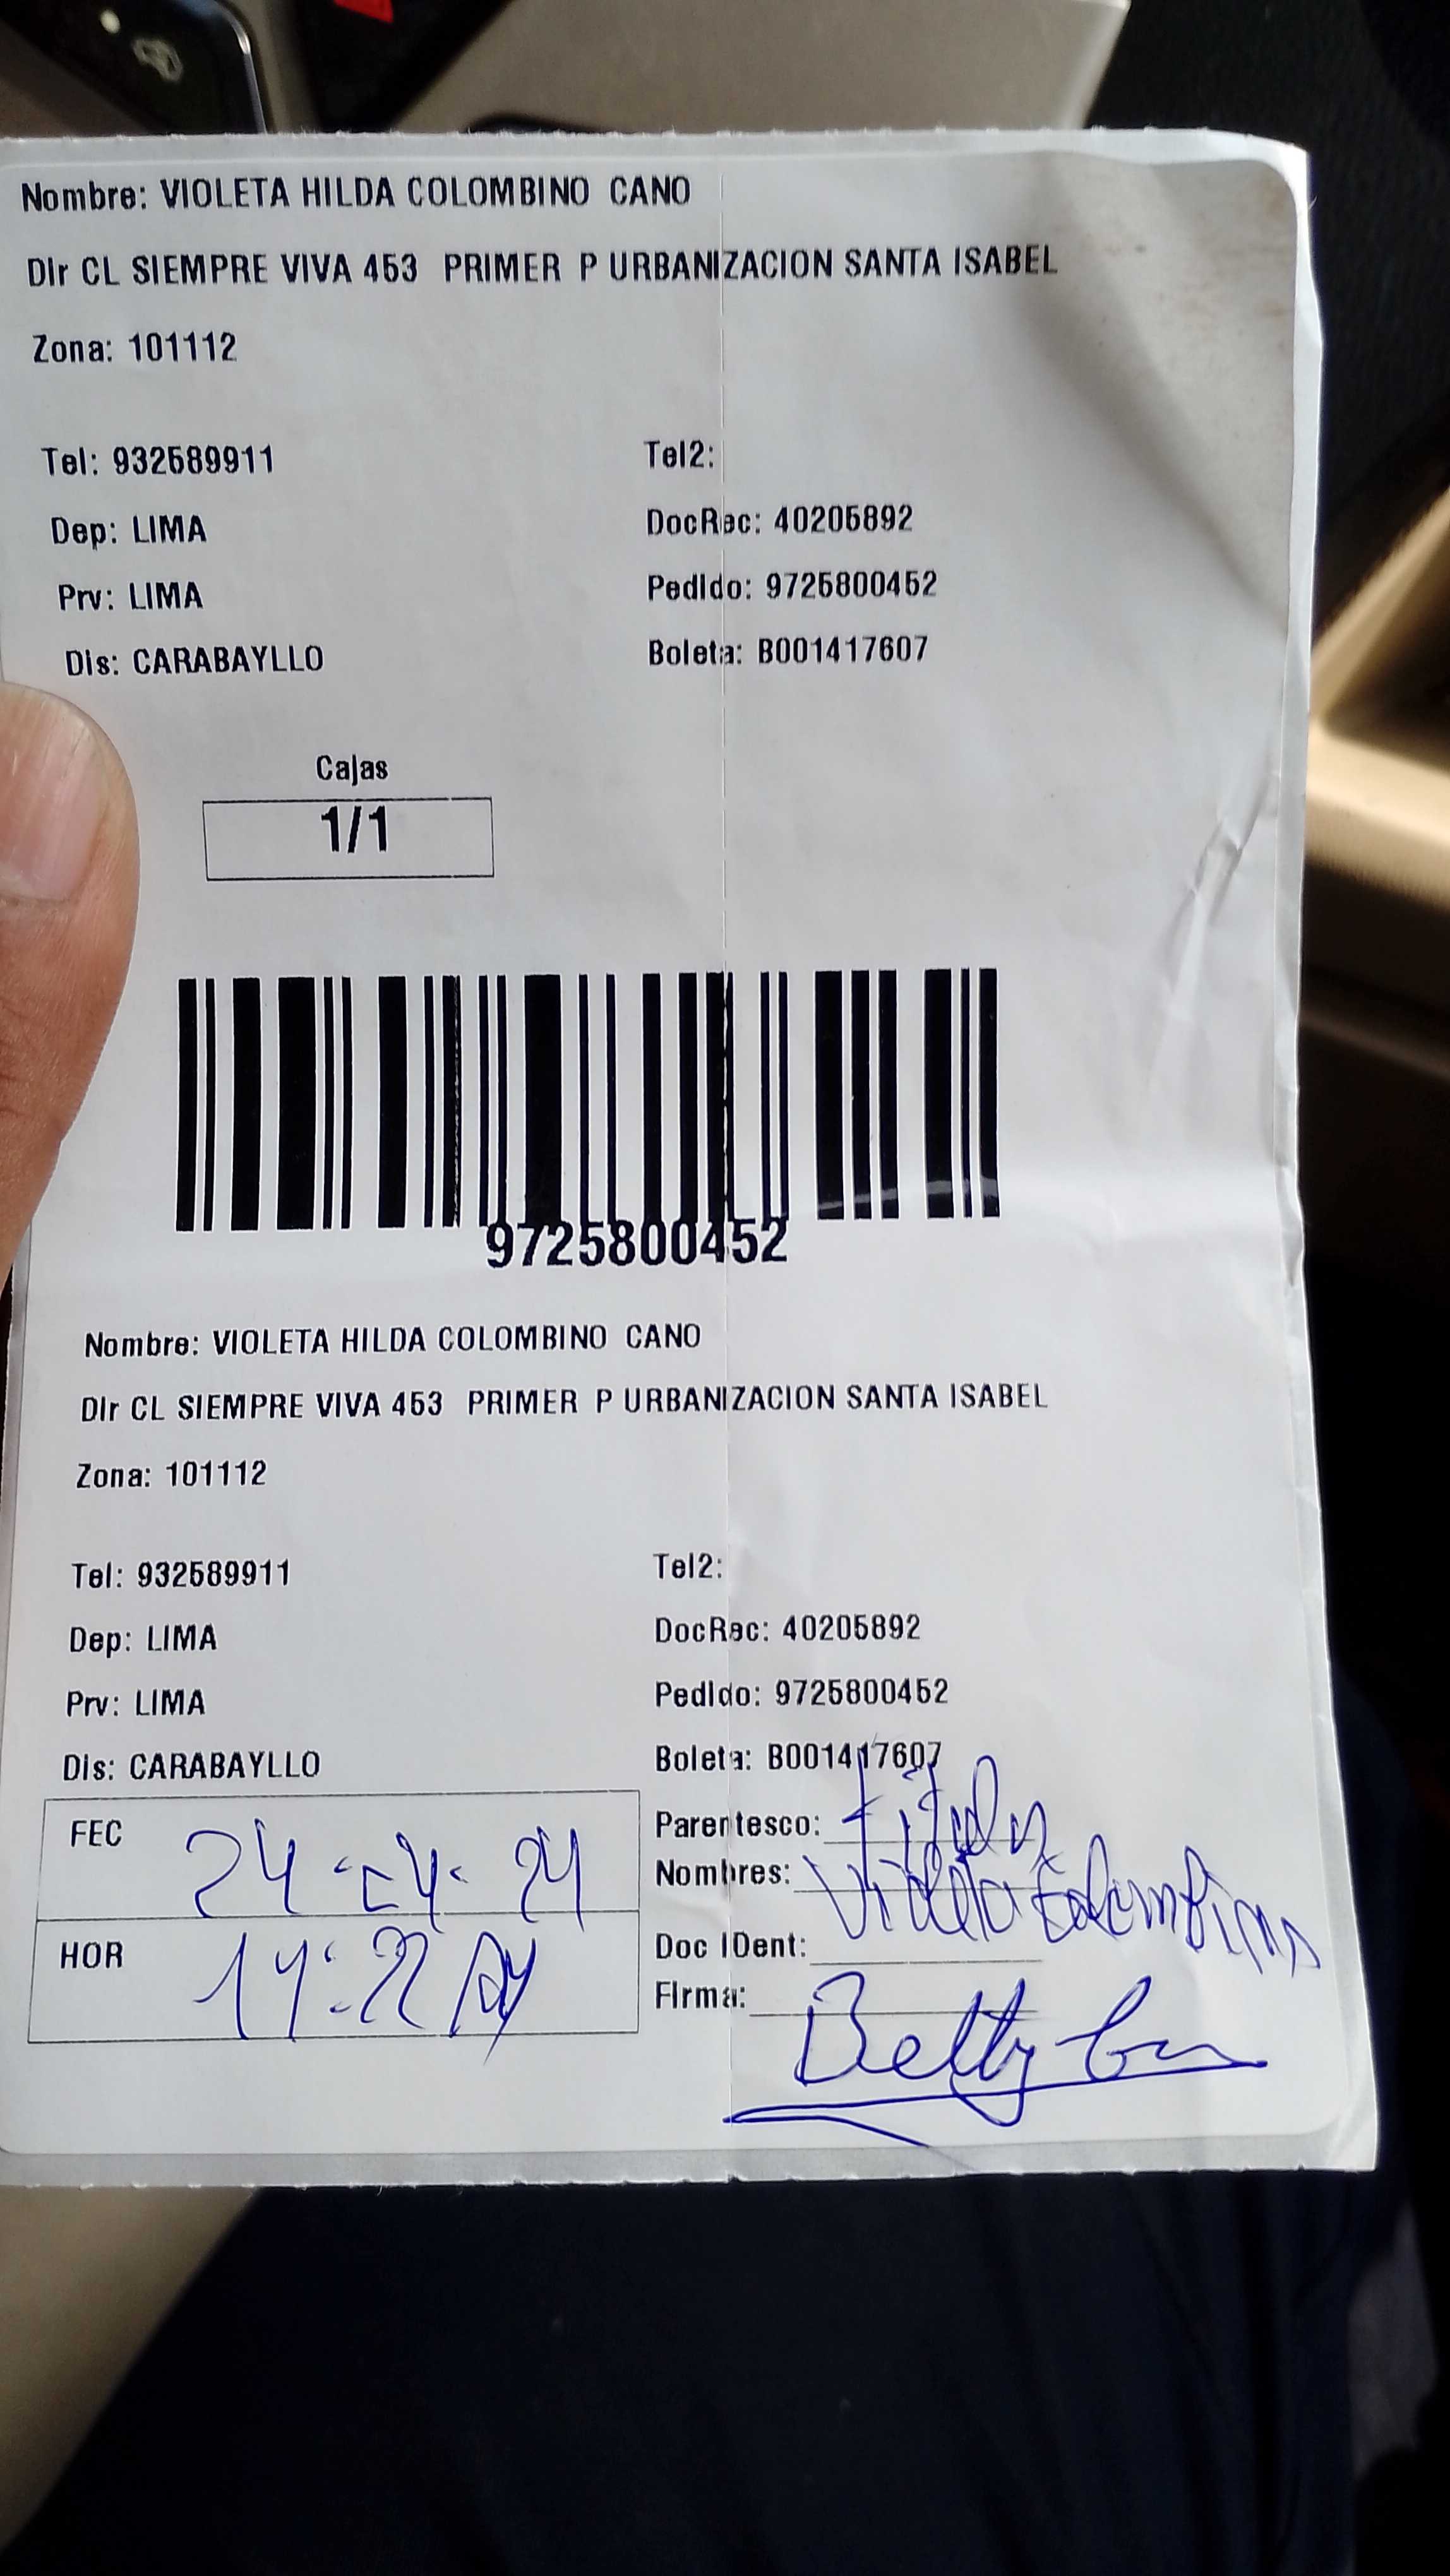 Nombre: VIOLETA HILDA COLOMBINO CANO
Dir CL SIEMPRE VIVA 453 PRIMER P URBANIZACION SANTA ISABEL
Zona: 101112
Tel: 932589911 Tel2:
Dep: LIMA DocRec: 40205892
Prv: LIMA Pedido: 9725800452
Dis: CARABAYLLO Boleta: B001417607
Cajas
1/1
9725800452
Nombre: VIOLETA HILDA COLOMBINO CANO
Dir CL SIEMPRE VIVA 453 PRIMER P URBANIZACION SANTA ISABEL
Zona: 101112
Tel: 932589911 Tel2:
Dep: LIMA DocRec: 40205892
Prv: LIMA Pedido: 9725800452
Dis: CARABAYLLO Boleta: B001417607
FEC 24-04-24 Parentesco: titular
Nombres: Violeta Colombino
HOR Doc IDent:
Firma: Betty